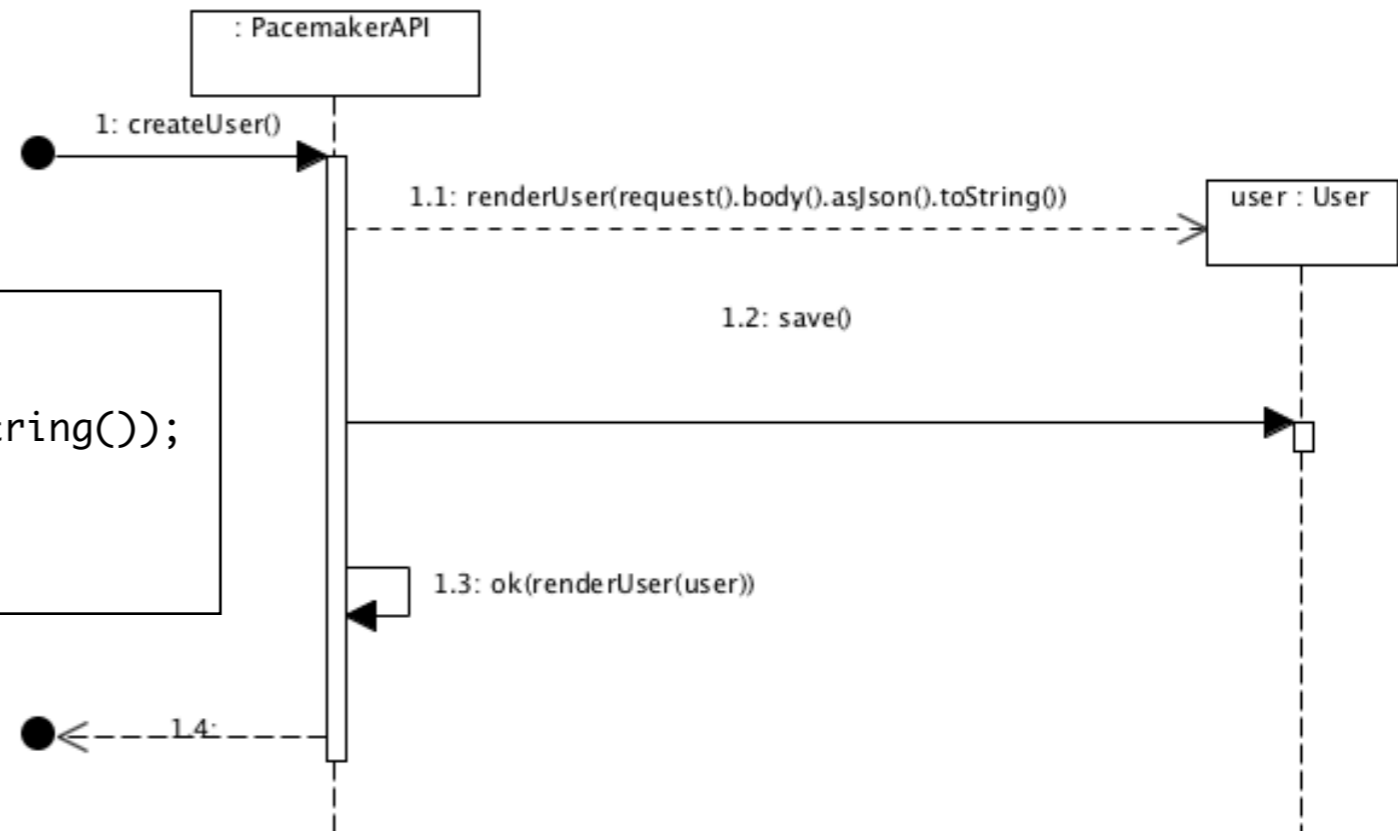 : PacemakerAPI
1: createUser()
1.1: renderUser(request().body().asJson().toString())
user : User
1.2: save()
ring());
1.3: ok(renderUser(user))
1.4: